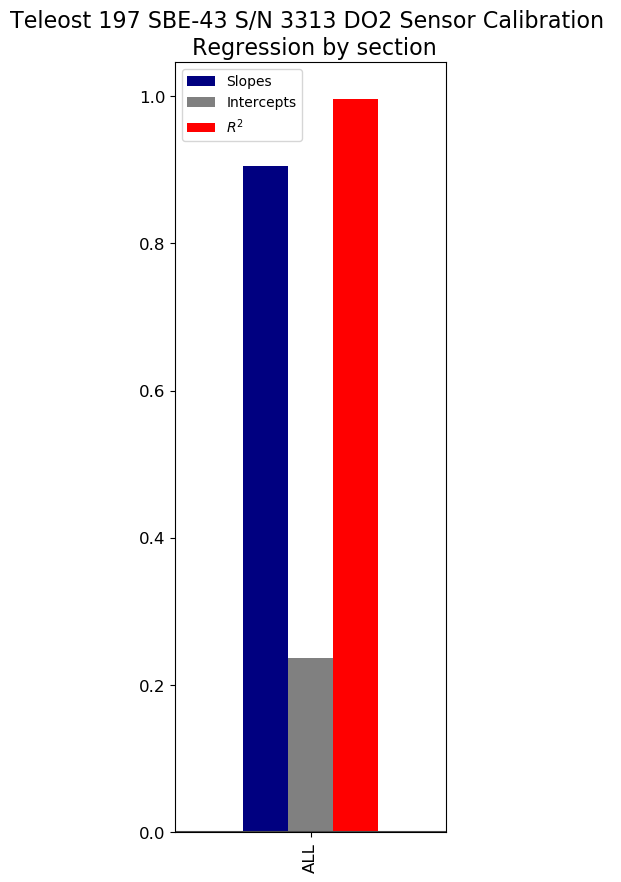 Teleost 197 SBE-43 S/N 3313 DO2 Sensor Calibration
Regression by section
Slopes
Intercepts
R²
1.0
0.8
0.6
0.4
0.2
0.0
ALL